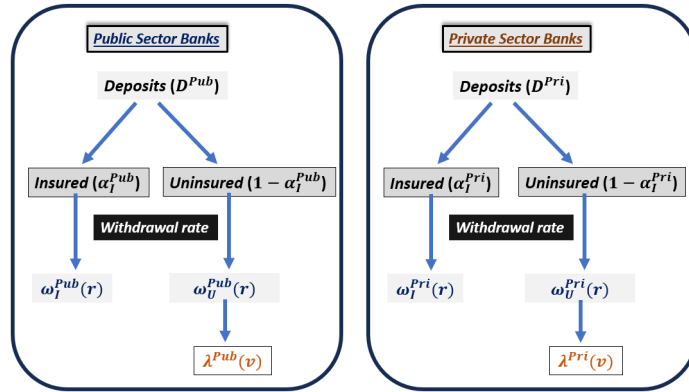 Public Sector Banks
Deposits (D^Pub)
Insured (α_I^Pub)
Uninsured (1 − α_I^Pub)
Withdrawal rate
ω_I^Pub(r)
ω_U^Pub(r)
λ^Pub(v)
Private Sector Banks
Deposits (D^Pri)
Insured (α_I^Pri)
Uninsured (1 − α_I^Pri)
Withdrawal rate
ω_I^Pri(r)
ω_U^Pri(r)
λ^Pri(v)